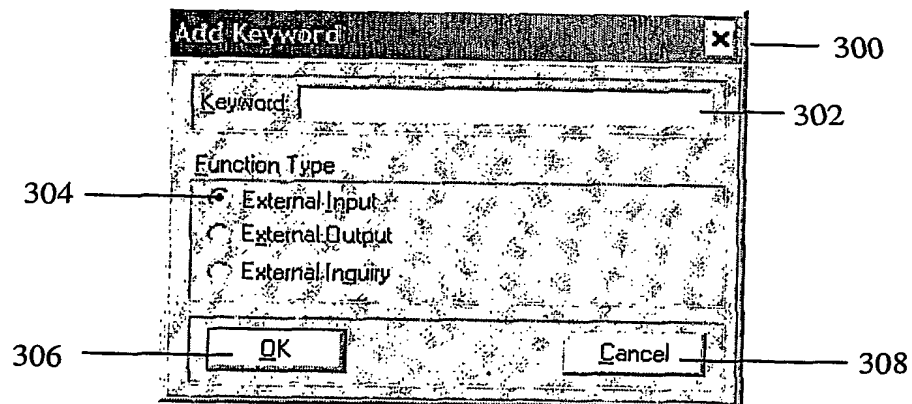 Add Keyword
300
Keyword:
302
Function Type
304
External Input
External Output
External Inquiry
306
OK
Cancel
308